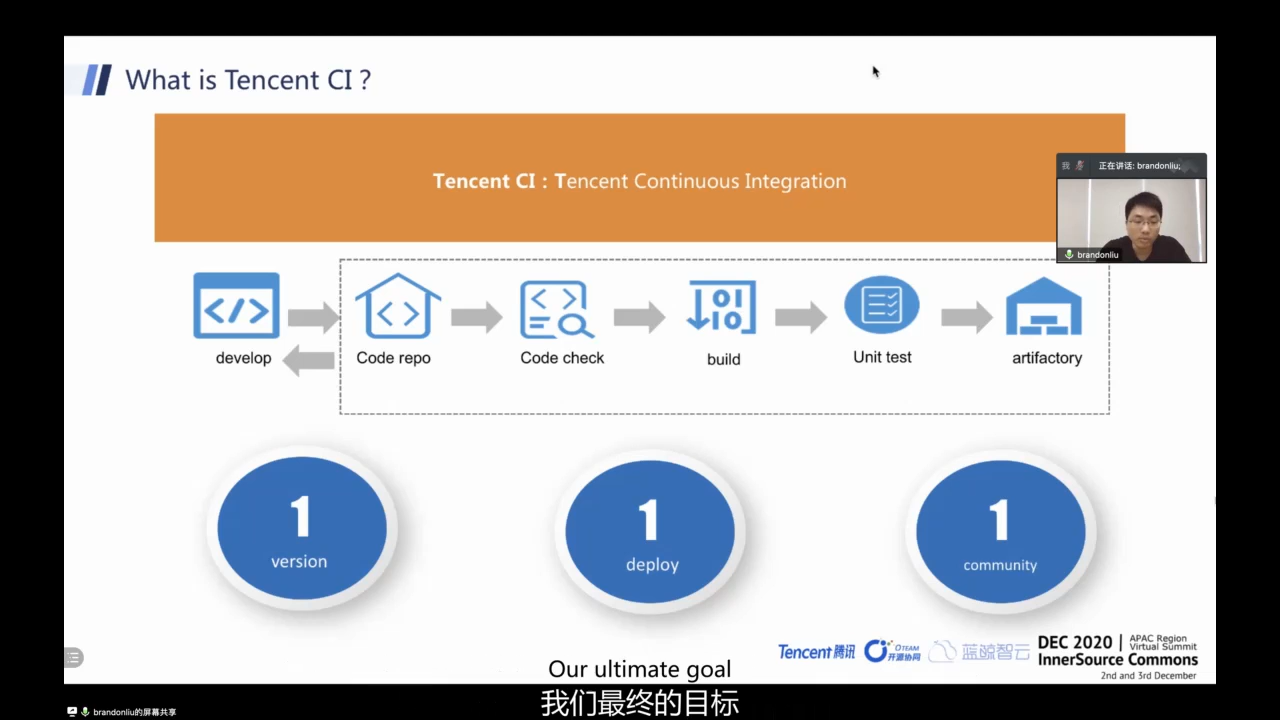 What is Tencent CI ?
Tencent CI : Tencent Continuous Integration
我 正在讲话: brandonliu;
brandonliu
develop
Code repo
Code check
build
Unit test
artifactory
1
version
1
deploy
1
community
Tencent 腾讯
OTEAM
开源协同
蓝鲸智云
DEC 2020
APAC Region
Virtual Summit
InnerSource Commons
2nd and 3rd December
Our ultimate goal
我们最终的目标
brandonliu的屏幕共享